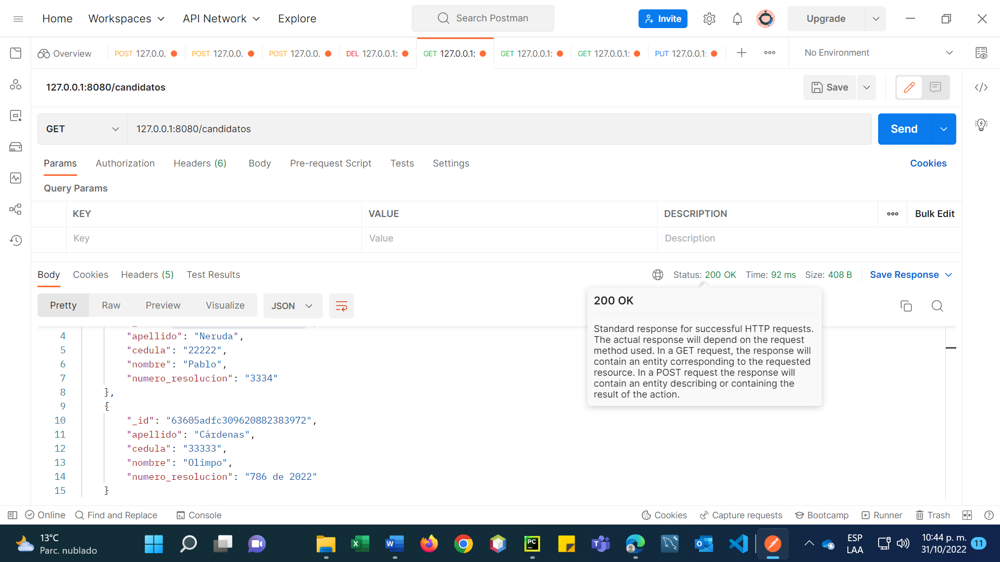 Home Workspaces API Network Explore Search Postman Invite Upgrade
Overview POST 127.0.0. POST 127.0.0. POST 127.0.0. DEL 127.0.0.1: GET 127.0.0.1: GET 127.0.0.1: GET 127.0.0.1: PUT 127.0.0.1: No Environment
127.0.0.1:8080/candidatos Save
GET 127.0.0.1:8080/candidatos Send
Params Authorization Headers (6) Body Pre-request Script Tests Settings Cookies
Query Params
KEY VALUE DESCRIPTION Bulk Edit
Key Value Description
Body Cookies Headers (5) Test Results Status: 200 OK Time: 92 ms Size: 408 B Save Response
Pretty Raw Preview Visualize JSON
200 OK
Standard response for successful HTTP requests.
The actual response will depend on the request
method used. In a GET request, the response will
contain an entity corresponding to the requested
resource. In a POST request the response will
contain an entity describing or containing the
result of the action.
4 "apellido": "Neruda",
5 "cedula": "22222",
6 "nombre": "Pablo",
7 "numero_resolucion": "3334"
8 },
9 {
10 "_id": "63605adfc309620882383972",
11 "apellido": "Cárdenas",
12 "cedula": "33333",
13 "nombre": "Olimpo",
14 "numero_resolucion": "786 de 2022"
15 }
Online Find and Replace Console Cookies Capture requests Bootcamp Runner Trash
13°C
Parc. nublado
ESP
LAA
10:44 p. m.
31/10/2022
11